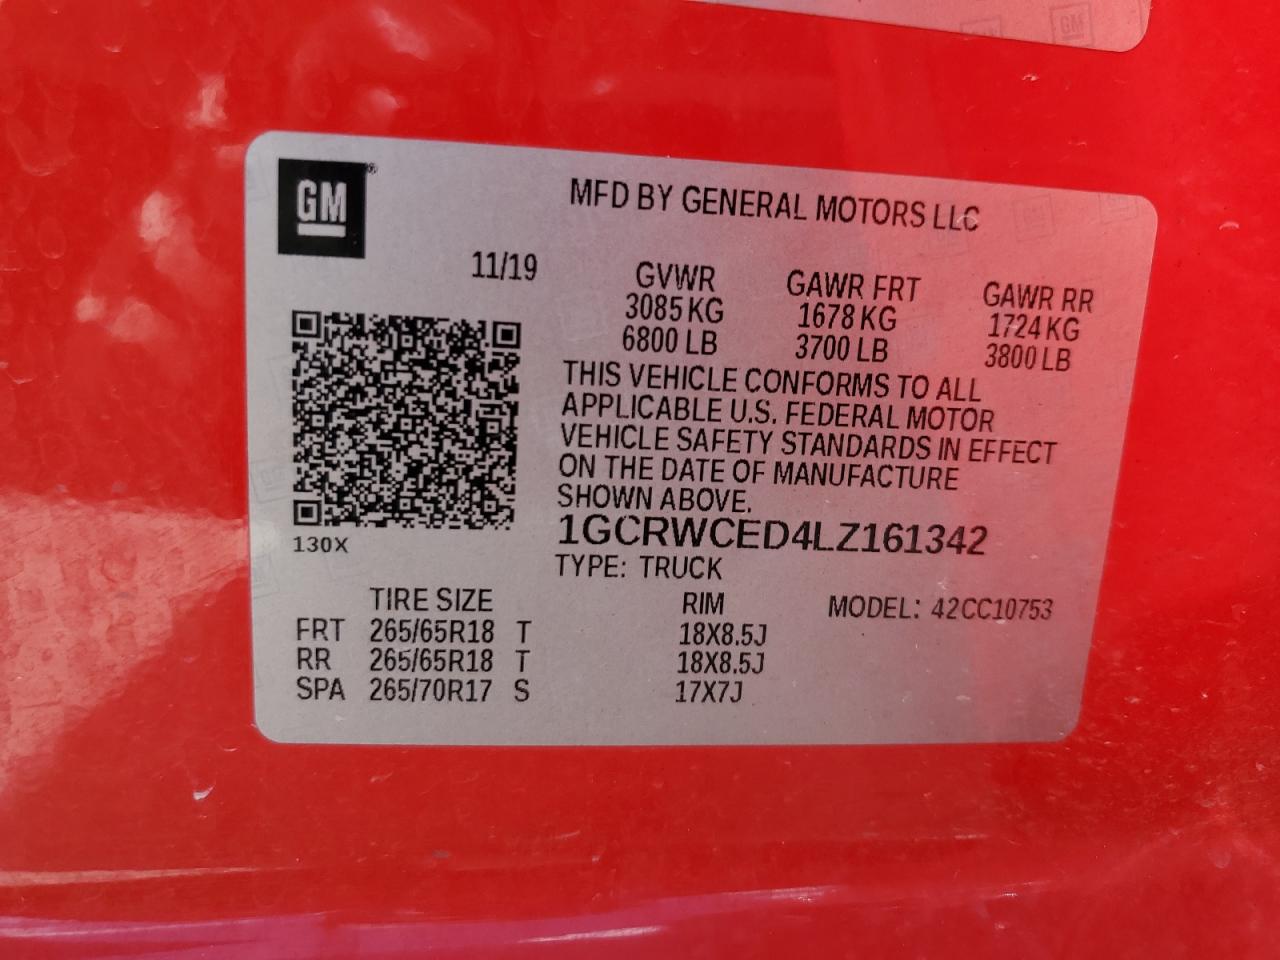 GM®
MFD BY GENERAL MOTORS LLC
11/19
GVWR GAWR FRT GAWR RR
3085 KG 1678 KG 1724 KG
6800 LB 3700 LB 3800 LB
THIS VEHICLE CONFORMS TO ALL
APPLICABLE U.S. FEDERAL MOTOR
VEHICLE SAFETY STANDARDS IN EFFECT
ON THE DATE OF MANUFACTURE
SHOWN ABOVE.
1GCRWCED4LZ161342
130X
TYPE: TRUCK
TIRE SIZE RIM MODEL: 42CC10753
FRT 265/65R18 T 18X8.5J
RR 265/65R18 T 18X8.5J
SPA 265/70R17 S 17X7J